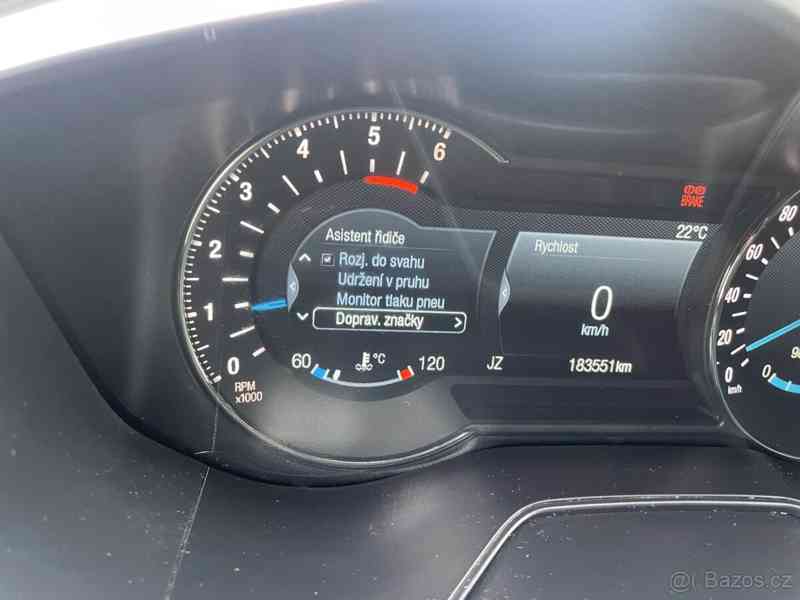 0
1
2
3
4
5
6
RPM
x1000
Asistent řidiče
Rozj. do svahu
Udržení v pruhu
Monitor tlaku pneu
Doprav. značky
60
°C
120
JZ
BRAKE
22°C
Rychlost
0
km/h
183551km
80
60
40
20
0
km/h
0
@ Bazos.cz